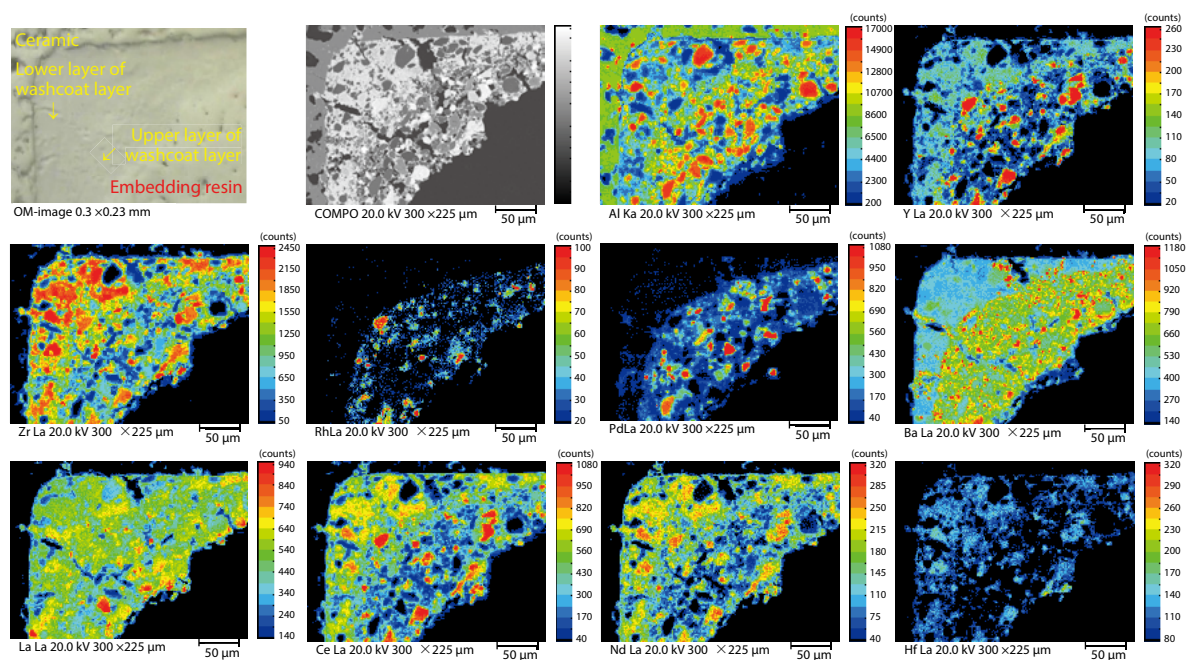 Ceramic
Lower layer of
washcoat layer
Upper layer of
washcoat layer
Embedding resin
OM-image 0.3 ×0.23 mm
COMPO 20.0 kV 300 ×225 μm
50 μm
(counts)
17000
14900
12800
10700
8600
6500
4400
2300
200
Al Ka 20.0 kV 300 ×225 μm
50 μm
(counts)
260
230
200
170
140
110
80
50
20
Y La 20.0 kV 300 ×225 μm
50 μm
(counts)
2450
2150
1850
1550
1250
950
650
350
50
Zr La 20.0 kV 300 ×225 μm
50 μm
(counts)
100
90
80
70
60
50
40
30
20
RhLa 20.0 kV 300 ×225 μm
50 μm
(counts)
1080
950
820
690
560
430
300
170
40
PdLa 20.0 kV 300 ×225 μm
50 μm
(counts)
1180
1050
920
790
660
530
400
270
140
Ba La 20.0 kV 300 ×225 μm
50 μm
(counts)
940
840
740
640
540
440
340
240
140
La La 20.0 kV 300 ×225 μm
50 μm
(counts)
1080
950
820
690
560
430
300
170
40
Ce La 20.0 kV 300 ×225 μm
50 μm
(counts)
320
285
250
215
180
145
110
75
40
Nd La 20.0 kV 300 ×225 μm
50 μm
(counts)
320
290
260
230
200
170
140
110
80
Hf La 20.0 kV 300 ×225 μm
50 μm